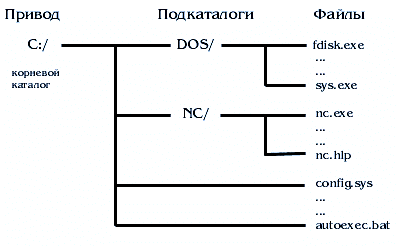 Привод Подкаталоги Файлы
C:/ DOS/ fdisk.exe
...
...
корневой
каталог
sys.exe
NC/ nc.exe
...
...
nc.hlp
config.sys
...
...
autoexec.bat